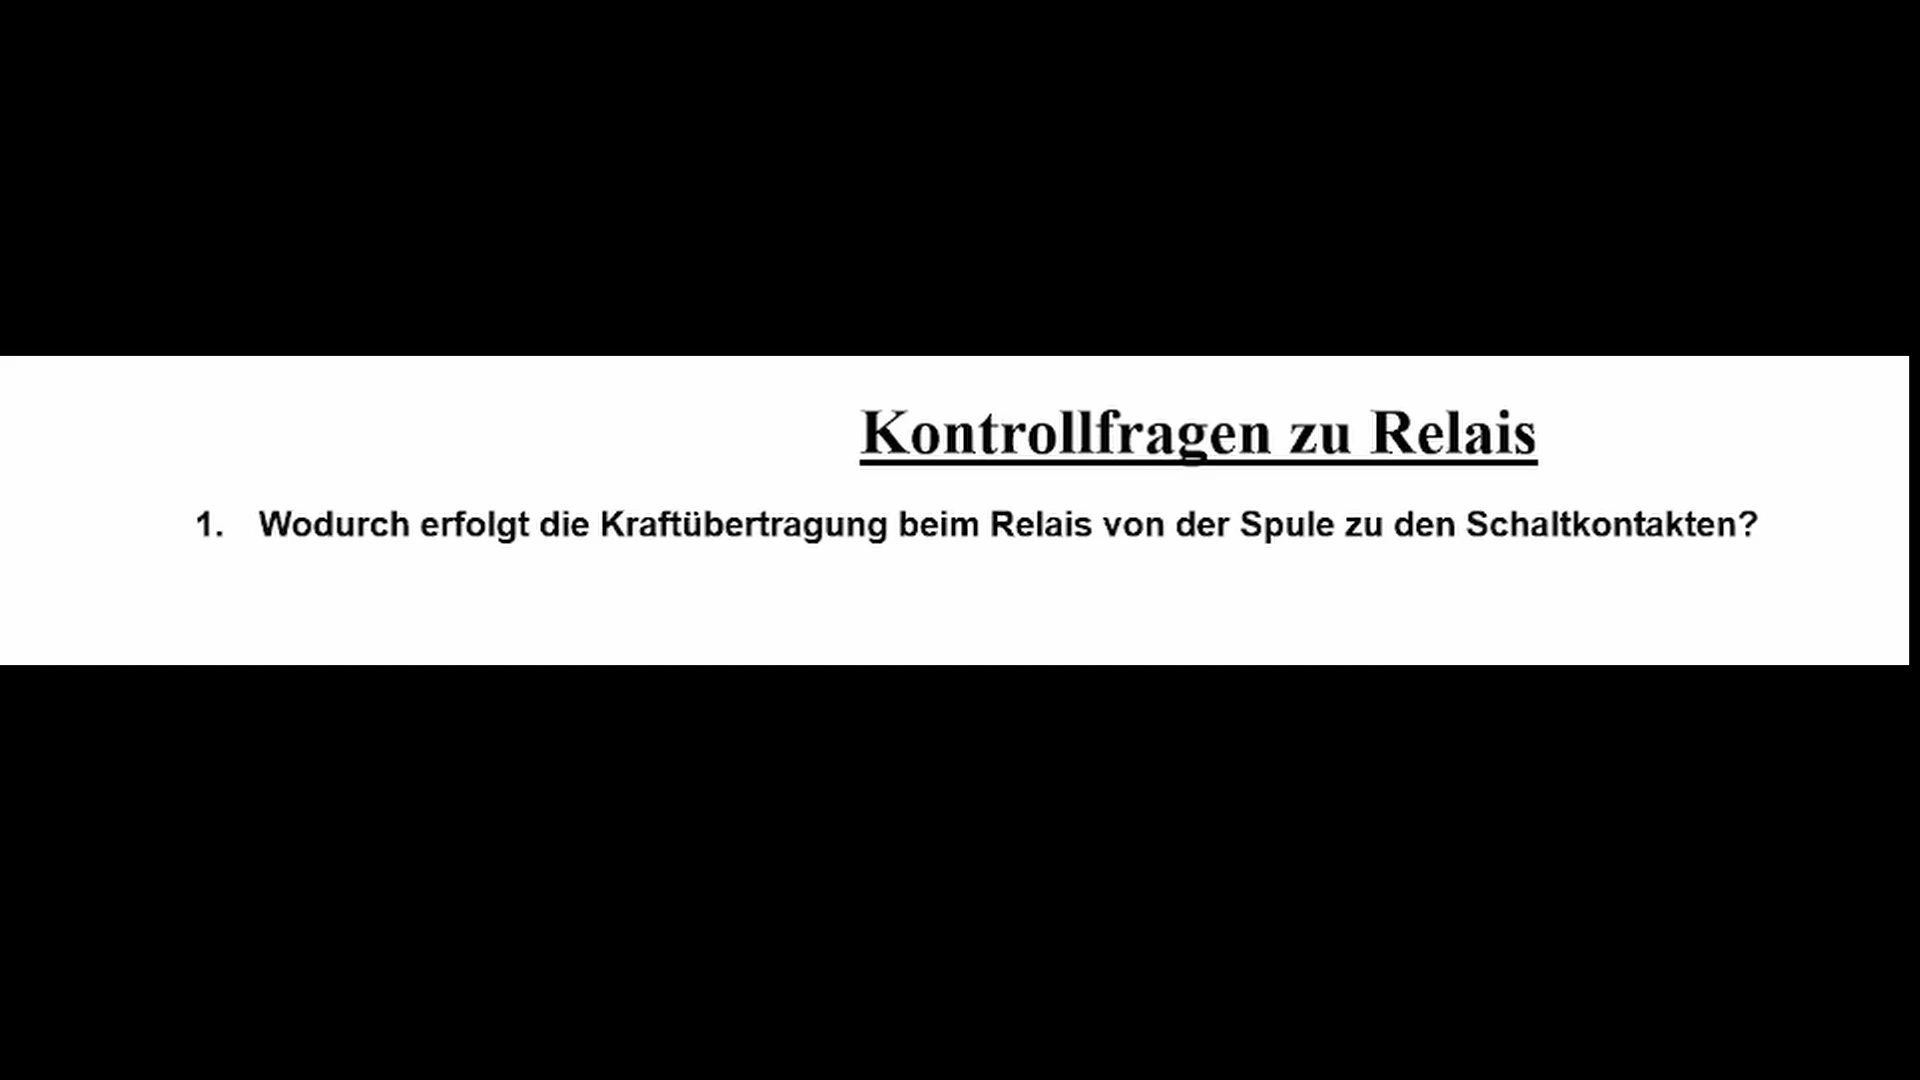 Kontrollfragen zu Relais
1. Wodurch erfolgt die Kraftübertragung beim Relais von der Spule zu den Schaltkontakten?